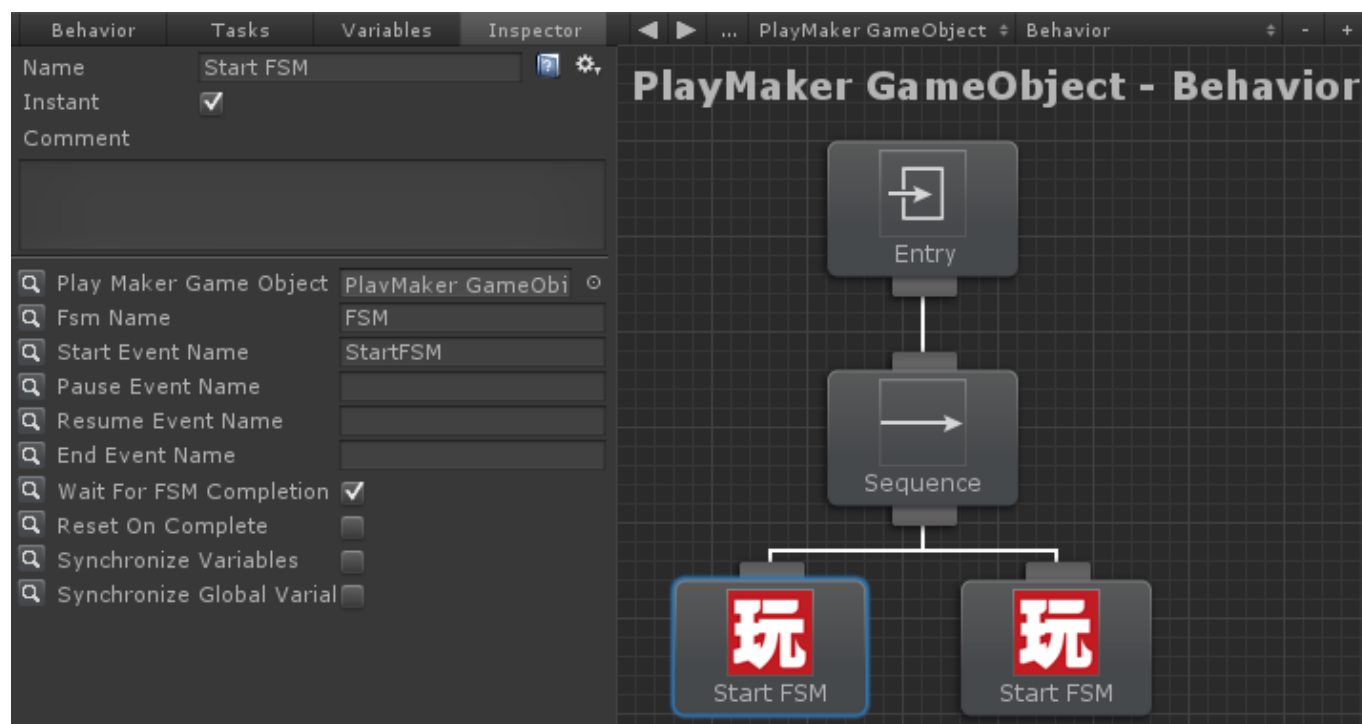 Behavior Tasks Variables Inspector
Name Start FSM
Instant
Comment
Play Maker Game Object PlayMaker GameObj
Fsm Name FSM
Start Event Name StartFSM
Pause Event Name
Resume Event Name
End Event Name
Wait For FSM Completion
Reset On Complete
Synchronize Variables
Synchronize Global Varial
... PlayMaker GameObject Behavior - +
PlayMaker GameObject - Behavior
Entry
Sequence
玩 玩
Start FSM Start FSM